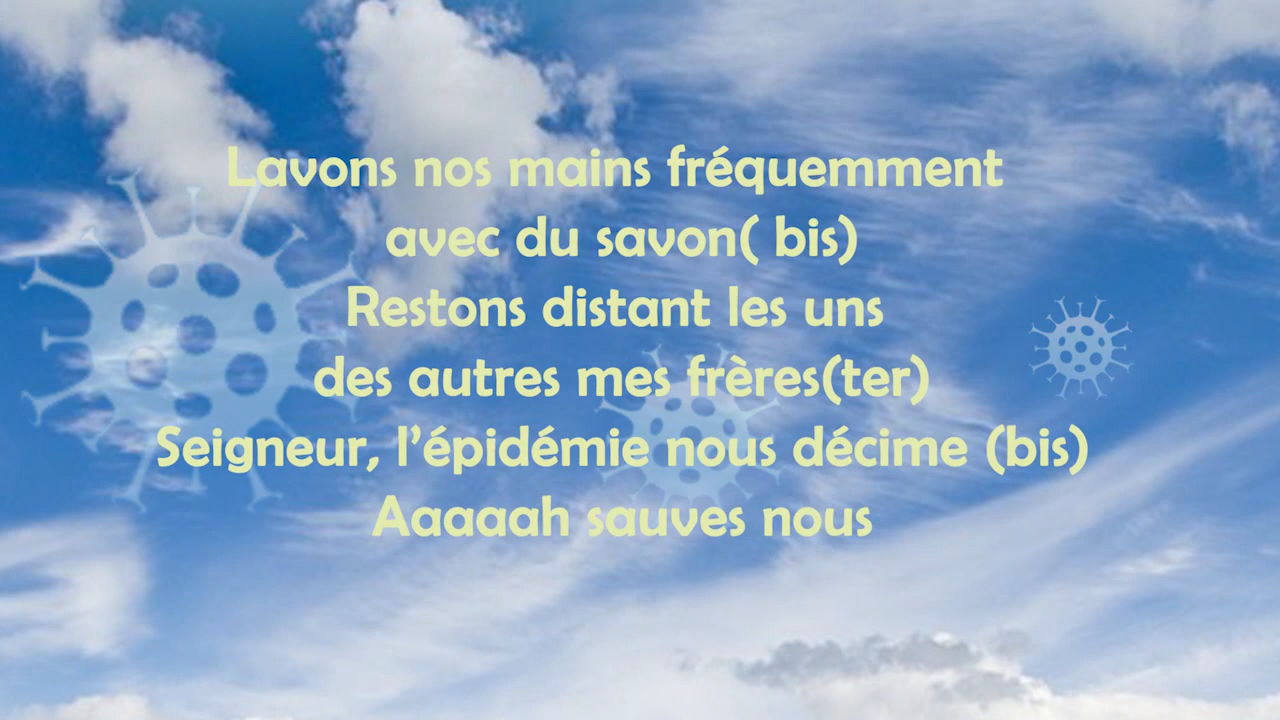 Lavons nos mains fréquemment
avec du savon( bis)
Restons distant les uns
des autres mes frères(ter)
Seigneur, l’épidémie nous décime (bis)
Aaaaah sauves nous